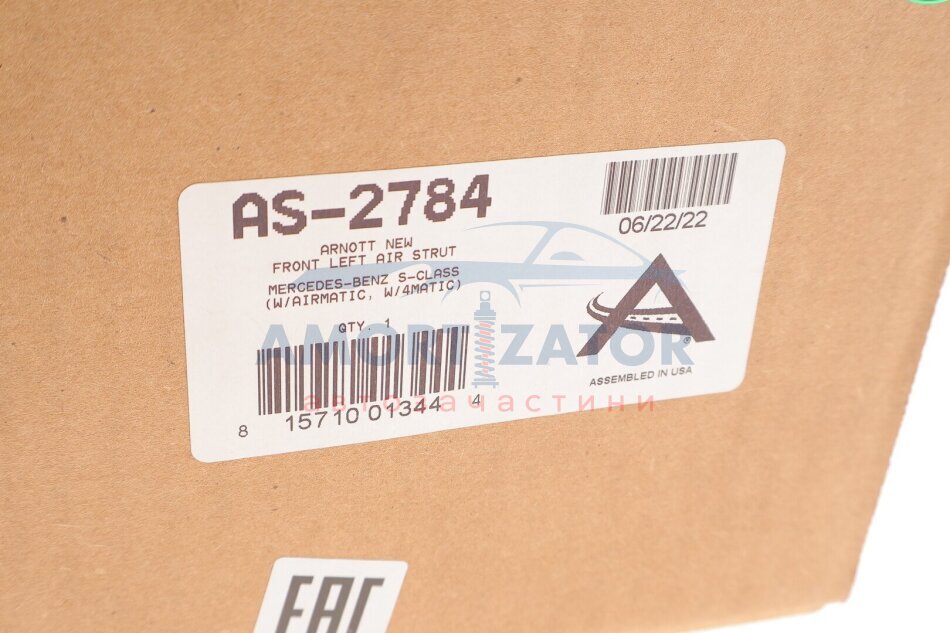 AS-2784
ARNOTT NEW
FRONT LEFT AIR STRUT
MERCEDES-BENZ S-CLASS
(W/AIRMATIC, W/4MATIC)
QTY. 1
8 15710 01344 4
06/22/22
A®
ASSEMBLED IN USA
AMORTIZATOR
автозачастини
EAC